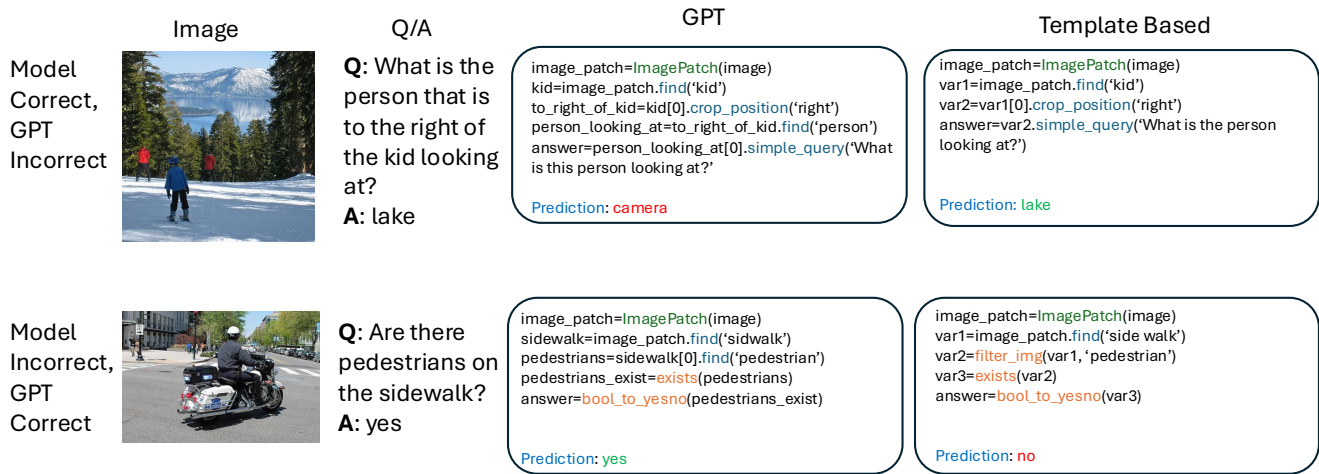 Image
Q/A
GPT
Template Based
Model
Correct,
GPT
Incorrect
Q: What is the
person that is
to the right of
the kid looking
at?
A: lake
image_patch=ImagePatch(image)
kid=image_patch.find(‘kid’)
to_right_of_kid=kid[0].crop_position(‘right’)
person_looking_at=to_right_of_kid.find(‘person’)
answer=person_looking_at[0].simple_query(‘What
is this person looking at?’
Prediction: camera
image_patch=ImagePatch(image)
var1=image_patch.find(‘kid’)
var2=var1[0].crop_position(‘right’)
answer=var2.simple_query(‘What is the person
looking at?’)
Prediction: lake
Model
Incorrect,
GPT
Correct
Q: Are there
pedestrians on
the sidewalk?
A: yes
image_patch=ImagePatch(image)
sidewalk=image_patch.find(‘sidwalk’)
pedestrians=sidewalk[0].find(‘pedestrian’)
pedestrians_exist=exists(pedestrians)
answer=bool_to_yesno(pedestrians_exist)
Prediction: yes
image_patch=ImagePatch(image)
var1=image_patch.find(‘side walk’)
var2=filter_img(var1, ‘pedestrian’)
var3=exists(var2)
answer=bool_to_yesno(var3)
Prediction: no